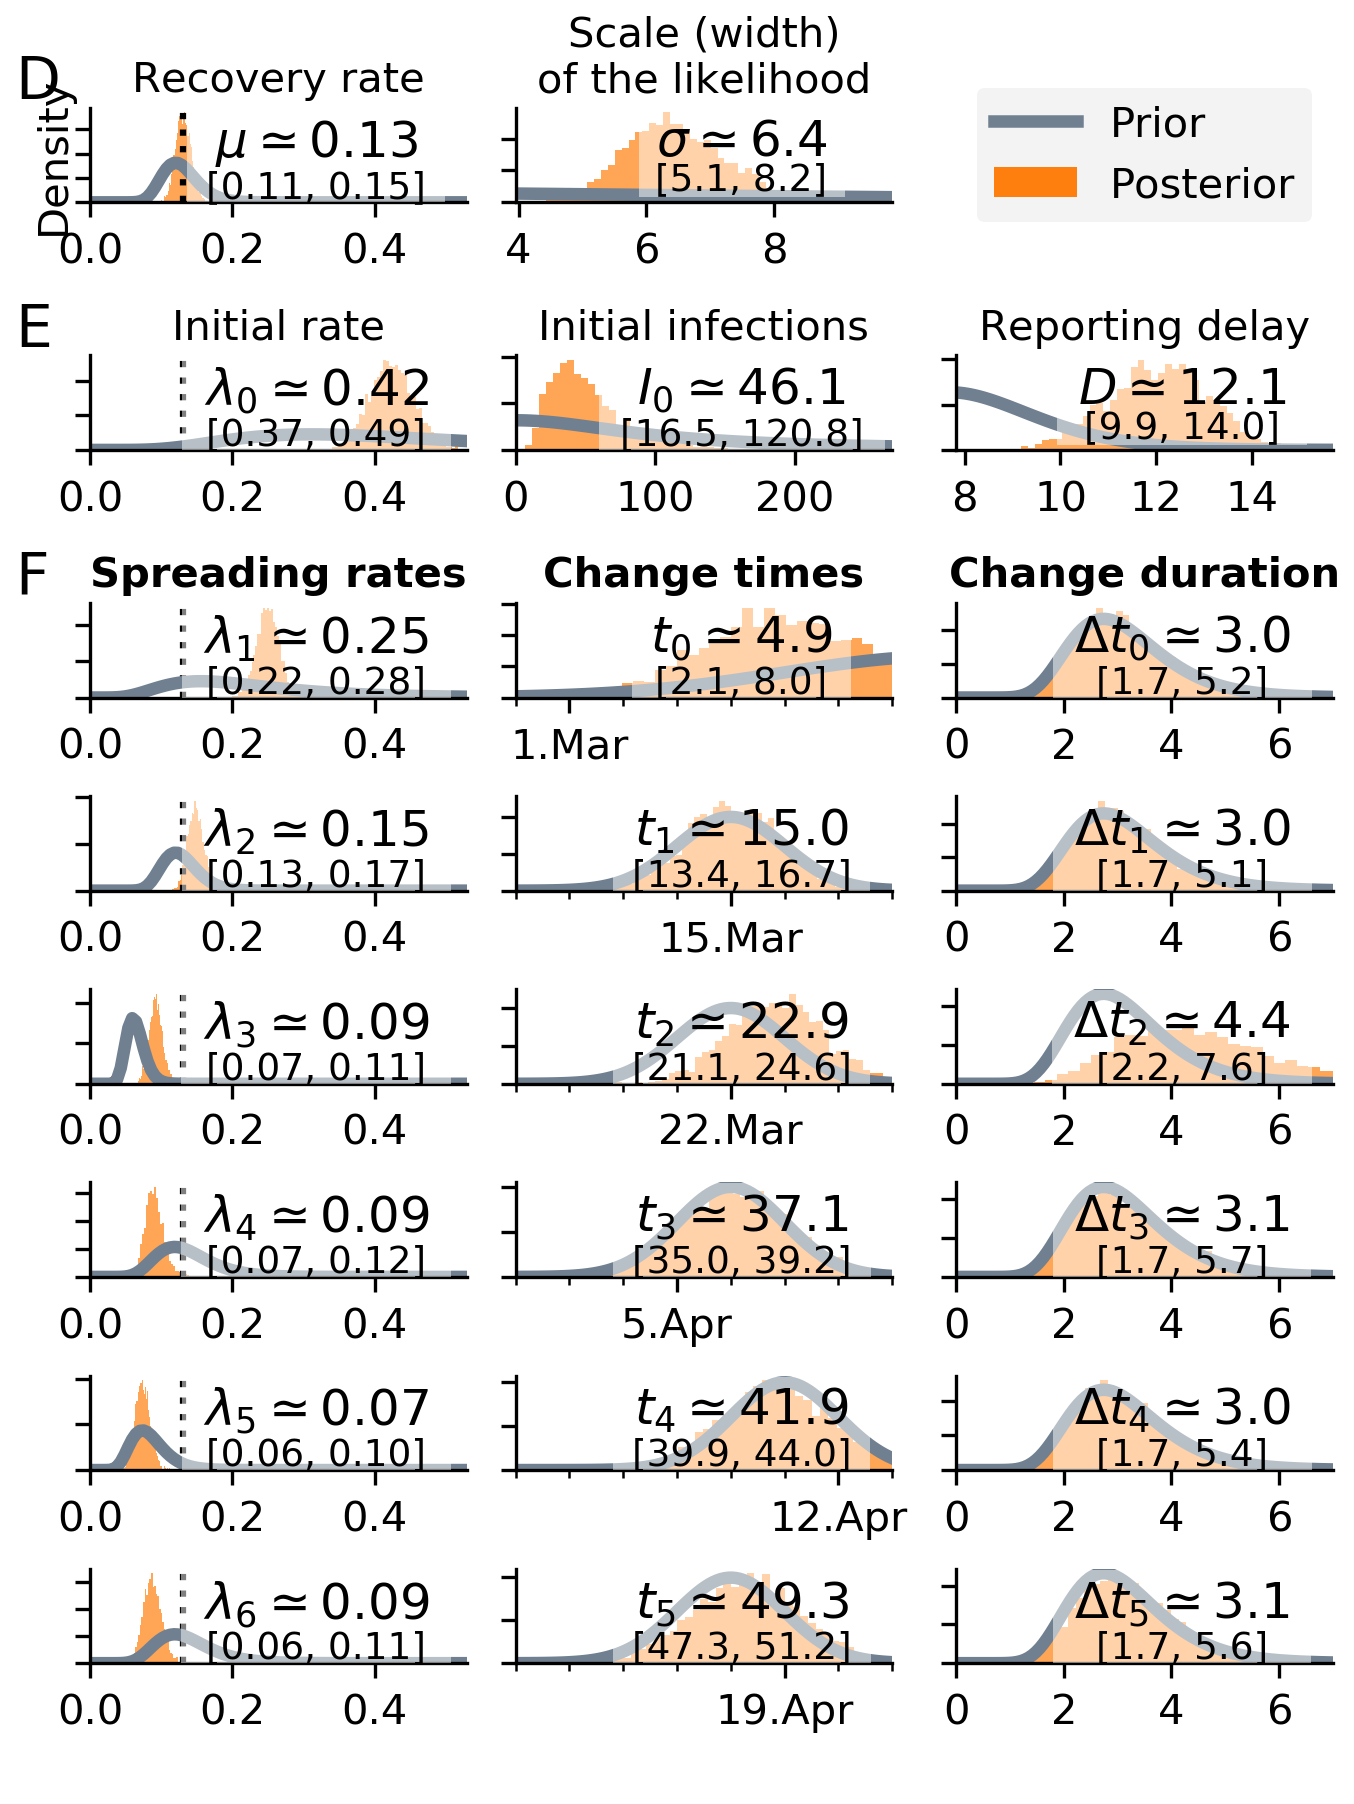 D
Recovery rate
Scale (width)
of the likelihood
Density
μ ≃ 0.13
[0.11, 0.15]
0.0 0.2 0.4
σ ≃ 6.4
[5.1, 8.2]
4 6 8
Prior
Posterior
E
Initial rate
λ0 ≃ 0.42
[0.37, 0.49]
0.0 0.2 0.4
Initial infections
I0 ≃ 46.1
[16.5, 120.8]
0 100 200
Reporting delay
D ≃ 12.1
[9.9, 14.0]
8 10 12 14
F
Spreading rates
Change times
Change duration
λ1 ≃ 0.25
[0.22, 0.28]
0.0 0.2 0.4
t0 ≃ 4.9
[2.1, 8.0]
1.Mar
Δt0 ≃ 3.0
[1.7, 5.2]
0 2 4 6
λ2 ≃ 0.15
[0.13, 0.17]
0.0 0.2 0.4
t1 ≃ 15.0
[13.4, 16.7]
15.Mar
Δt1 ≃ 3.0
[1.7, 5.1]
0 2 4 6
λ3 ≃ 0.09
[0.07, 0.11]
0.0 0.2 0.4
t2 ≃ 22.9
[21.1, 24.6]
22.Mar
Δt2 ≃ 4.4
[2.2, 7.6]
0 2 4 6
λ4 ≃ 0.09
[0.07, 0.12]
0.0 0.2 0.4
t3 ≃ 37.1
[35.0, 39.2]
5.Apr
Δt3 ≃ 3.1
[1.7, 5.7]
0 2 4 6
λ5 ≃ 0.07
[0.06, 0.10]
0.0 0.2 0.4
t4 ≃ 41.9
[39.9, 44.0]
12.Apr
Δt4 ≃ 3.0
[1.7, 5.4]
0 2 4 6
λ6 ≃ 0.09
[0.06, 0.11]
0.0 0.2 0.4
t5 ≃ 49.3
[47.3, 51.2]
19.Apr
Δt5 ≃ 3.1
[1.7, 5.6]
0 2 4 6